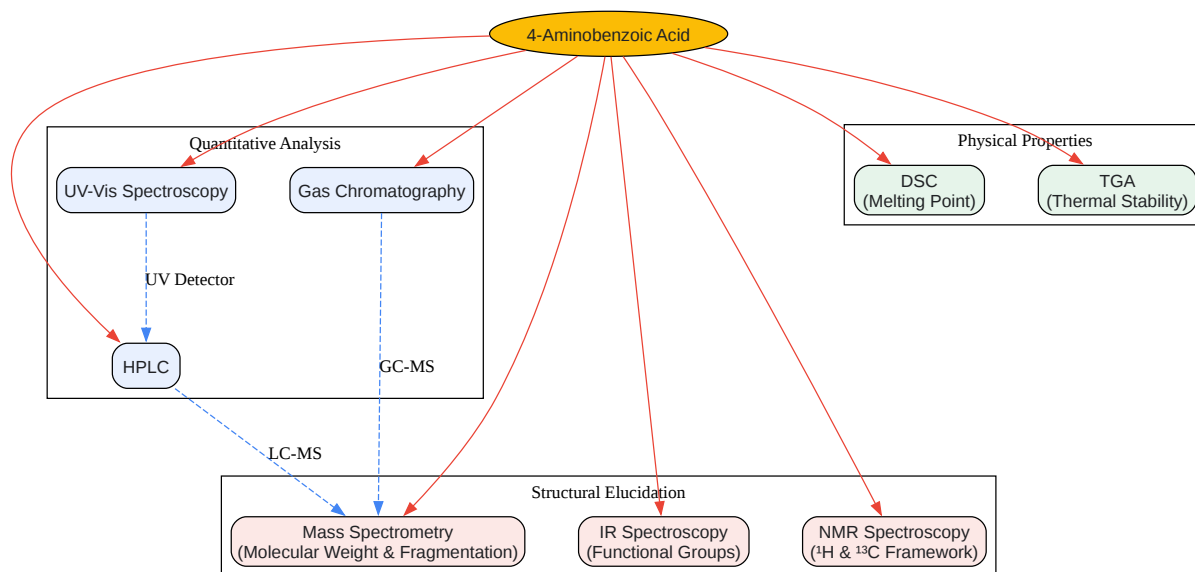 4-Aminobenzoic Acid
Quantitative Analysis
Physical Properties
UV-Vis Spectroscopy
Gas Chromatography
DSC
(Melting Point)
TGA
(Thermal Stability)
UV Detector
HPLC
GC-MS
LC-MS
Structural Elucidation
Mass Spectrometry
(Molecular Weight & Fragmentation)
IR Spectroscopy
(Functional Groups)
NMR Spectroscopy
(¹H & ¹³C Framework)